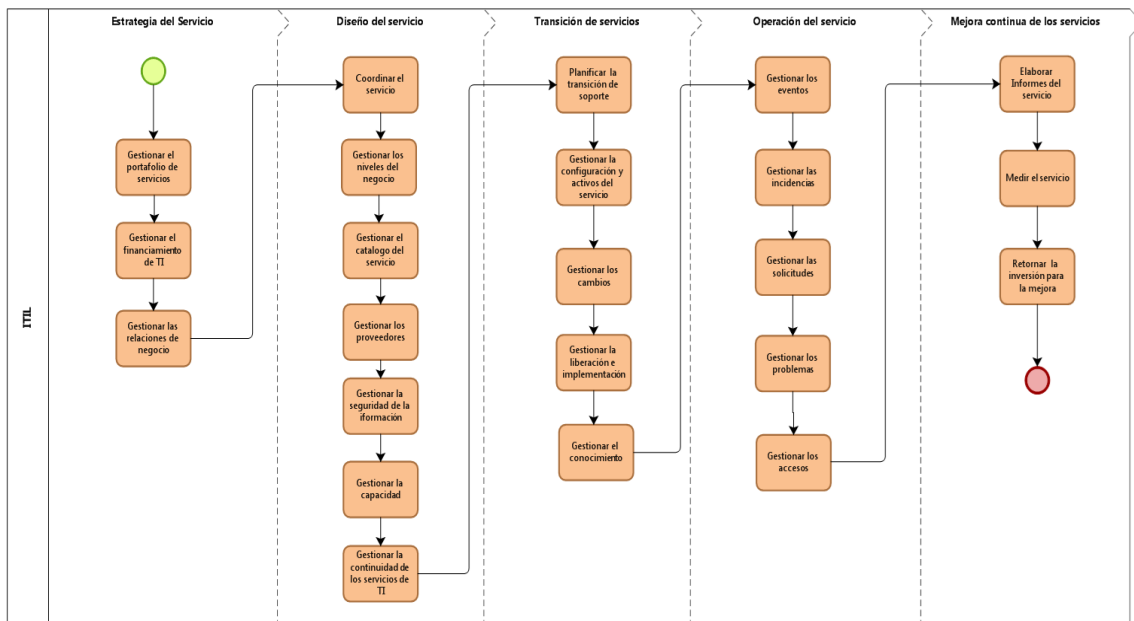 Estrategia del Servicio
Diseño del servicio
Transición de servicios
Operación del servicio
Mejora continua de los servicios
ITIL
Gestionar el
portafolio de
servicios
Gestionar el
financiamiento
de TI
Gestionar las
relaciones de
negocio
Coordinar el
servicio
Gestionar los
niveles del
negocio
Gestionar el
catalogo del
servicio
Gestionar los
proveedores
Gestionar la
seguridad de la
iformación
Gestionar la
capacidad
Gestionar la
continuidad de
los servicios de
TI
Planificar la
transición de
soporte
Gestionar la
configuración y
activos del
servicio
Gestionar los
cambios
Gestionar la
liberación e
implementación
Gestionar el
conocimiento
Gestionar los
eventos
Gestionar las
incidencias
Gestionar las
solicitudes
Gestionar los
problemas
Gestionar los
accesos
Elaborar
Informes del
servicio
Medir el servicio
Retornar la
inversión para
la mejora